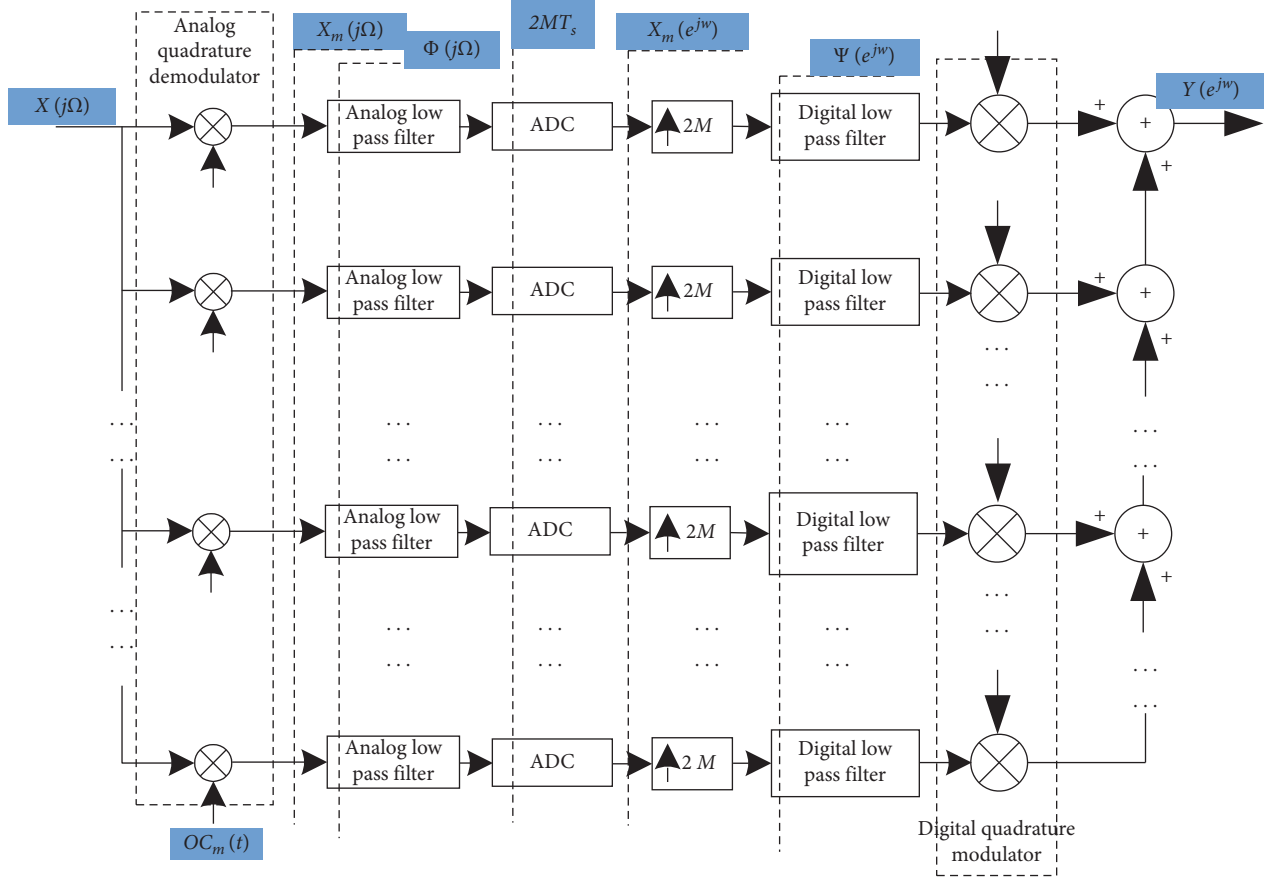 Analog
quadrature
demodulator
X_m (jΩ)
Φ (jΩ)
2MT_s
X_m (e^{jw})
Ψ (e^{jw})
X (jΩ)
Y (e^{jw})
Analog low
pass filter
ADC
2M
Digital low
pass filter
+
+
+
Analog low
pass filter
ADC
2M
Digital low
pass filter
+
+
+
... ...
... ... ... ... ... ...
... ... ... ... ... ...
Analog low
pass filter
ADC
2M
Digital low
pass filter
+
+
+
... ...
... ...
... ... ... ... ...
... ... ... ... ...
Analog low
pass filter
ADC
2 M
Digital low
pass filter
OC_m (t)
Digital quadrature
modulator